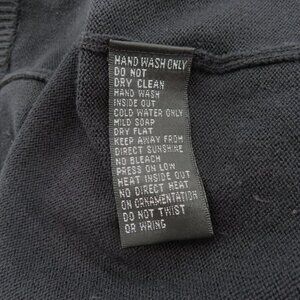 HAND WASH ONLY
DO NOT
DRY CLEAN
HAND WASH
INSIDE OUT
COLD WATER ONLY
MILD SOAP
DRY FLAT
KEEP AWAY FROM
DIRECT SUNSHINE
NO BLEACH
PRESS ON LOW
HEAT INSIDE OUT
NO DIRECT HEAT
ON ORNAMENTATION
DO NOT TWIST
OR WRING